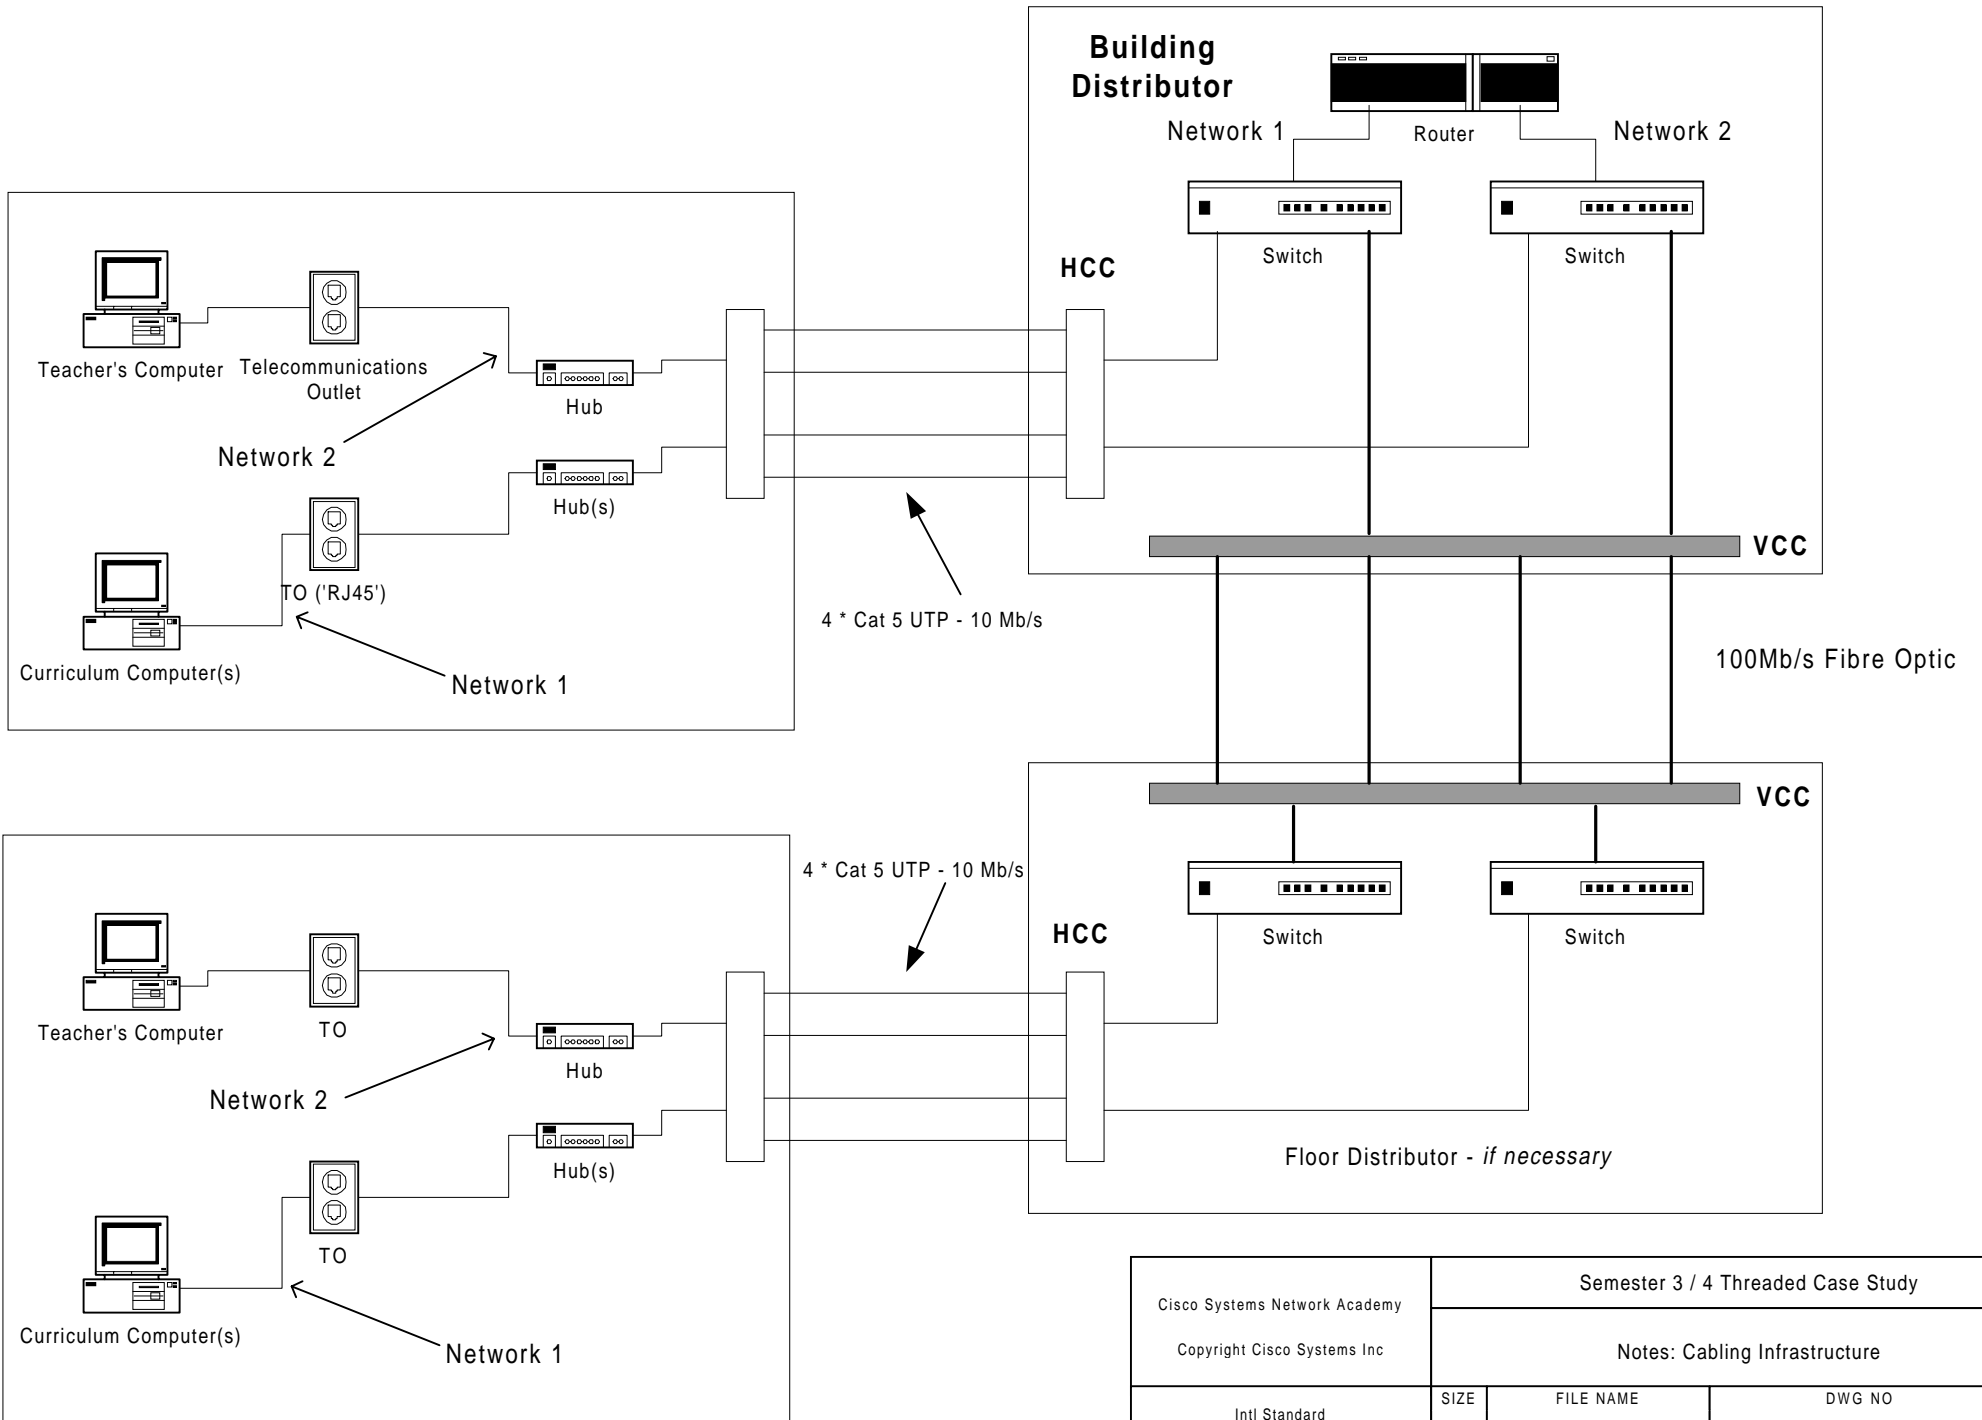 Building
Distributor
Network 1
Router
Network 2
Switch
Switch
HCC
Teacher's Computer
Telecommunications
Outlet
Hub
Network 2
Hub(s)
TO ('RJ45')
Curriculum Computer(s)
Network 1
4 * Cat 5 UTP - 10 Mb/s
VCC
100Mb/s Fibre Optic
VCC
4 * Cat 5 UTP - 10 Mb/s
HCC
Switch
Switch
Teacher's Computer
TO
Hub
Network 2
Hub(s)
TO
Curriculum Computer(s)
Network 1
Floor Distributor - if necessary
Cisco Systems Network Academy
Copyright Cisco Systems Inc
Semester 3 / 4 Threaded Case Study
Notes: Cabling Infrastructure
Intl Standard
SIZE
FILE NAME
DWG NO